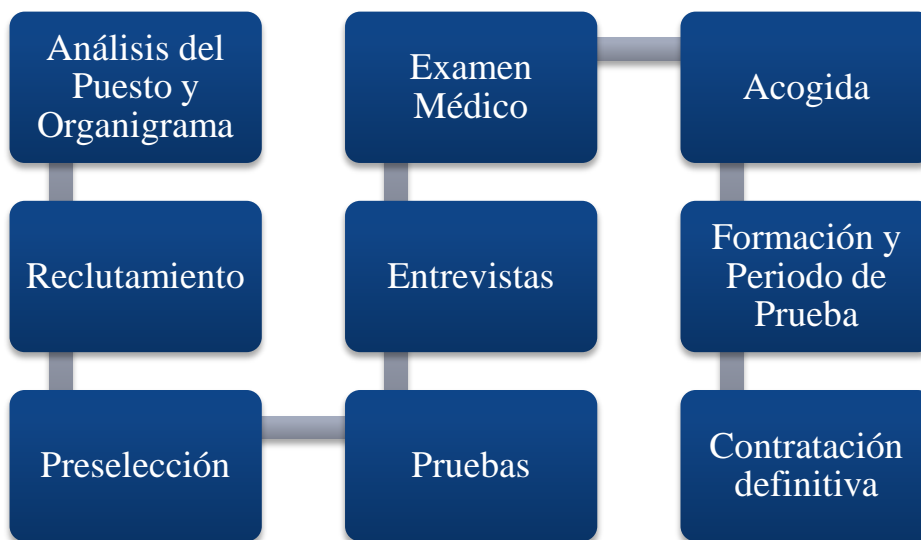 Análisis del
Puesto y
Organigrama
Reclutamiento
Preselección
Pruebas
Entrevistas
Examen
Médico
Acogida
Formación y
Periodo de
Prueba
Contratación
definitiva